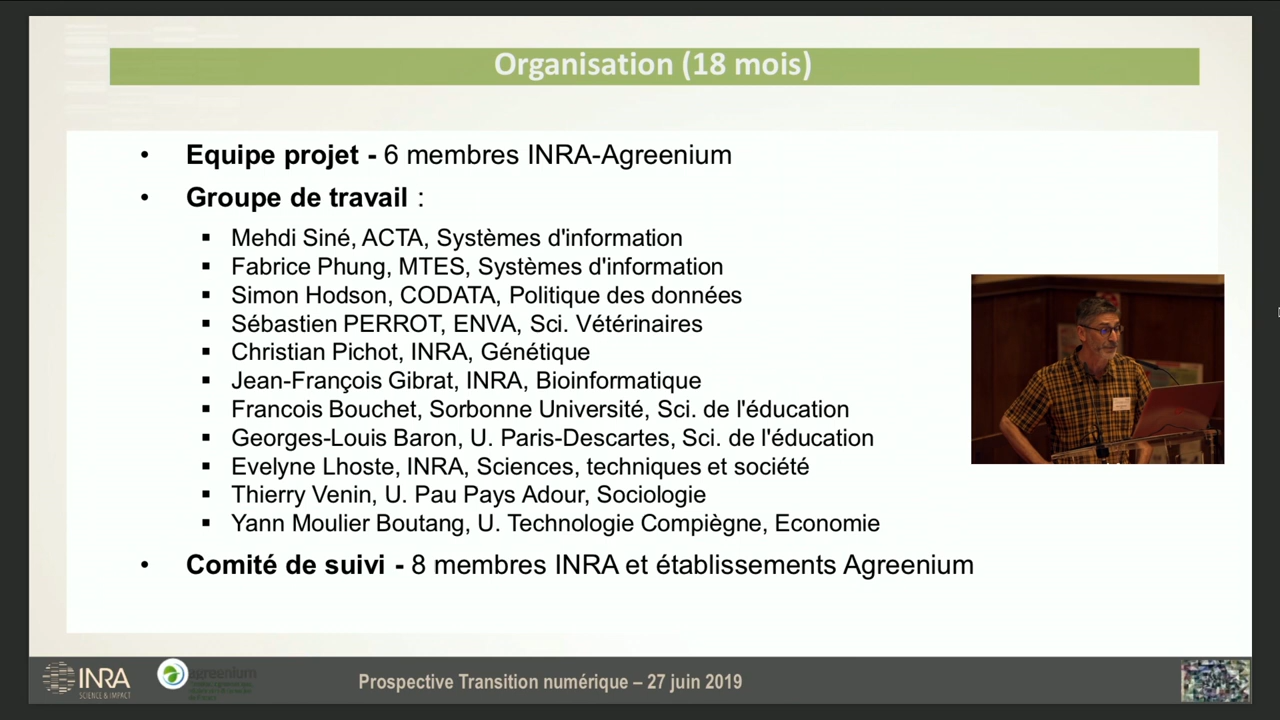 Organisation (18 mois)
• Equipe projet - 6 membres INRA-Agreenium
• Groupe de travail :
▪ Mehdi Siné, ACTA, Systèmes d'information
▪ Fabrice Phung, MTES, Systèmes d'information
▪ Simon Hodson, CODATA, Politique des données
▪ Sébastien PERROT, ENVA, Sci. Vétérinaires
▪ Christian Pichot, INRA, Génétique
▪ Jean-François Gibrat, INRA, Bioinformatique
▪ Francois Bouchet, Sorbonne Université, Sci. de l'éducation
▪ Georges-Louis Baron, U. Paris-Descartes, Sci. de l'éducation
▪ Evelyne Lhoste, INRA, Sciences, techniques et société
▪ Thierry Venin, U. Pau Pays Adour, Sociologie
▪ Yann Moulier Boutang, U. Technologie Compiègne, Economie
• Comité de suivi - 8 membres INRA et établissements Agreenium
INRA
SCIENCE & IMPACT
agreenium
Prospective Transition numérique – 27 juin 2019